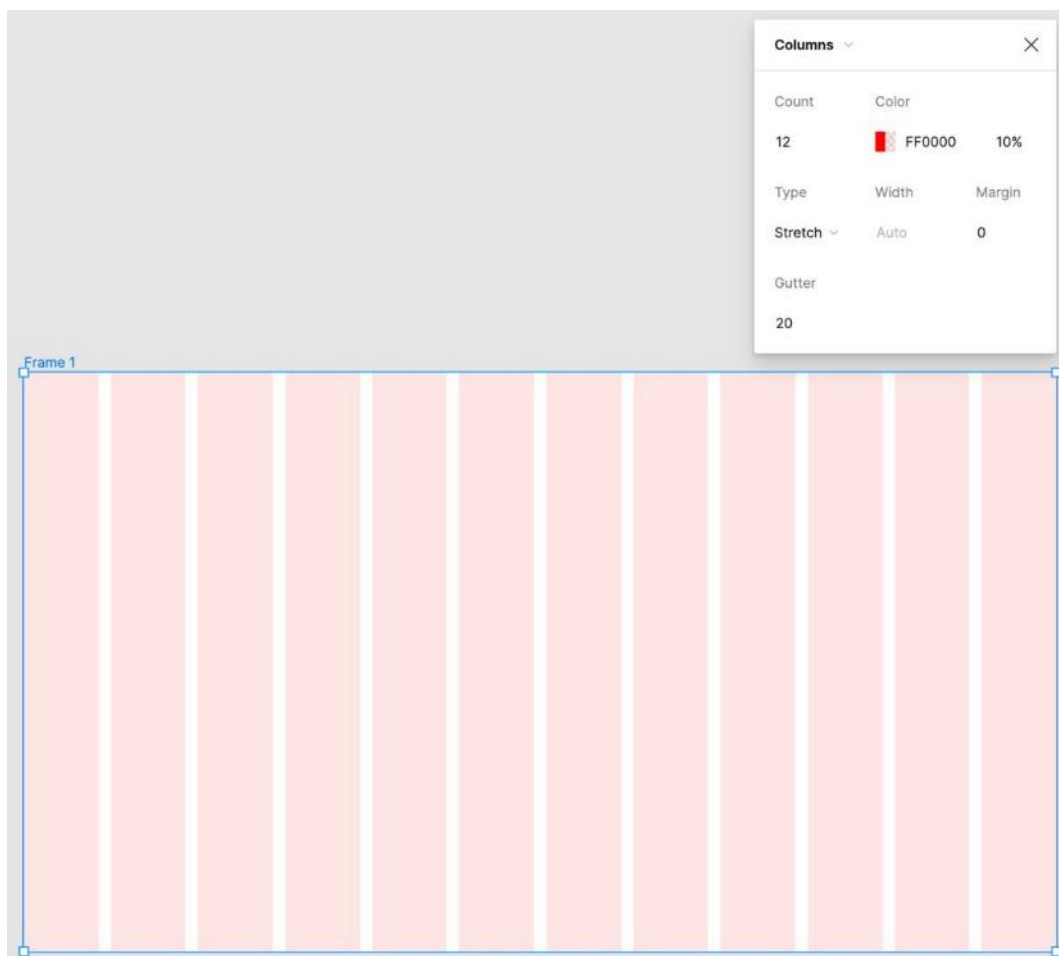 Columns
Count Color
12 FF0000 10%
Type Width Margin
Stretch Auto 0
Gutter
20
Frame 1